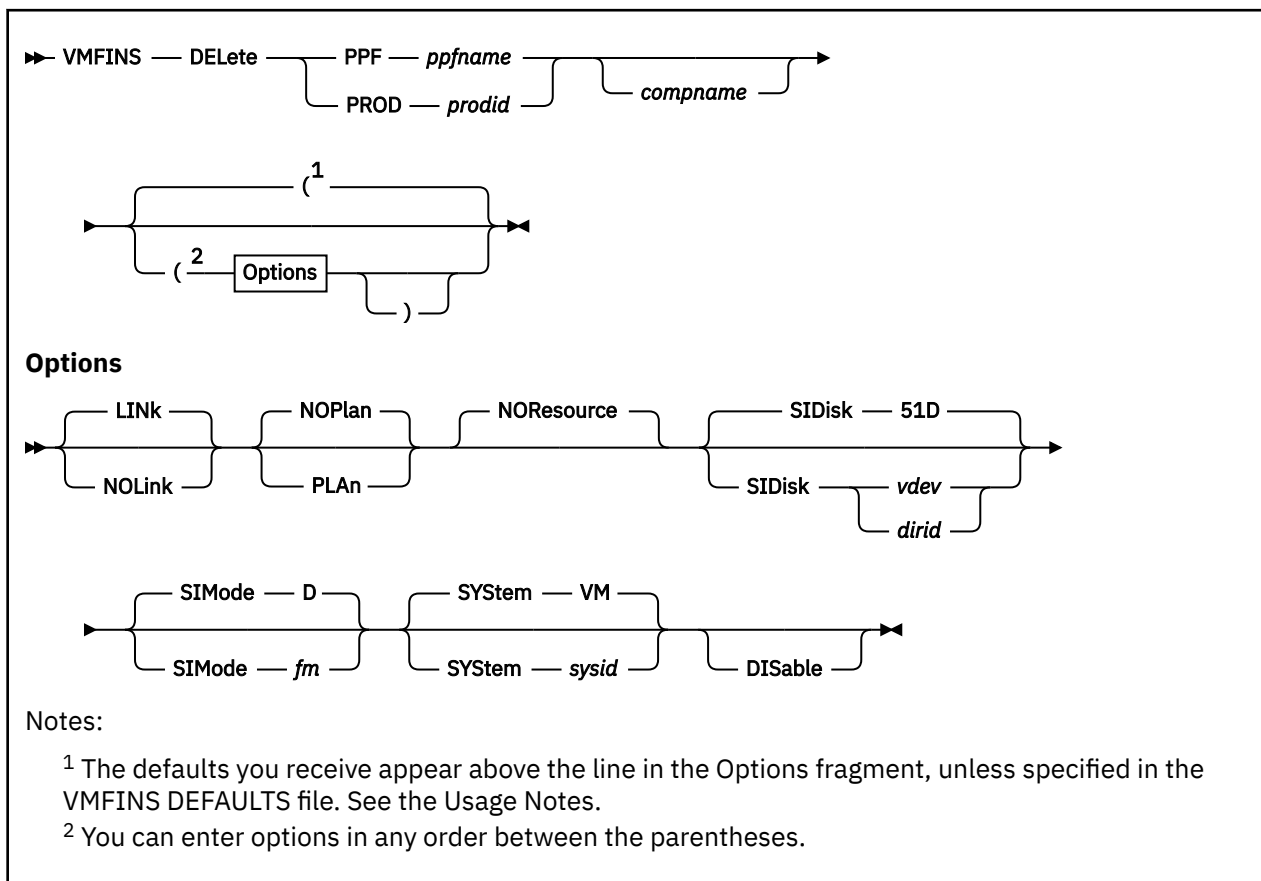 VMFINS — DELete — PPF — ppfname
PROD — prodid
compname
( 1
( 2 Options )
Options
LINk NOPlan NOResource SIDisk — 51D
NOLink PLAn SIDisk — vdev
dirid
SIMode — D SYStem — VM
SIMode — fm SYStem — sysid DISable
Notes:
1 The defaults you receive appear above the line in the Options fragment, unless specified in the
VMFINS DEFAULTS file. See the Usage Notes.
2 You can enter options in any order between the parentheses.